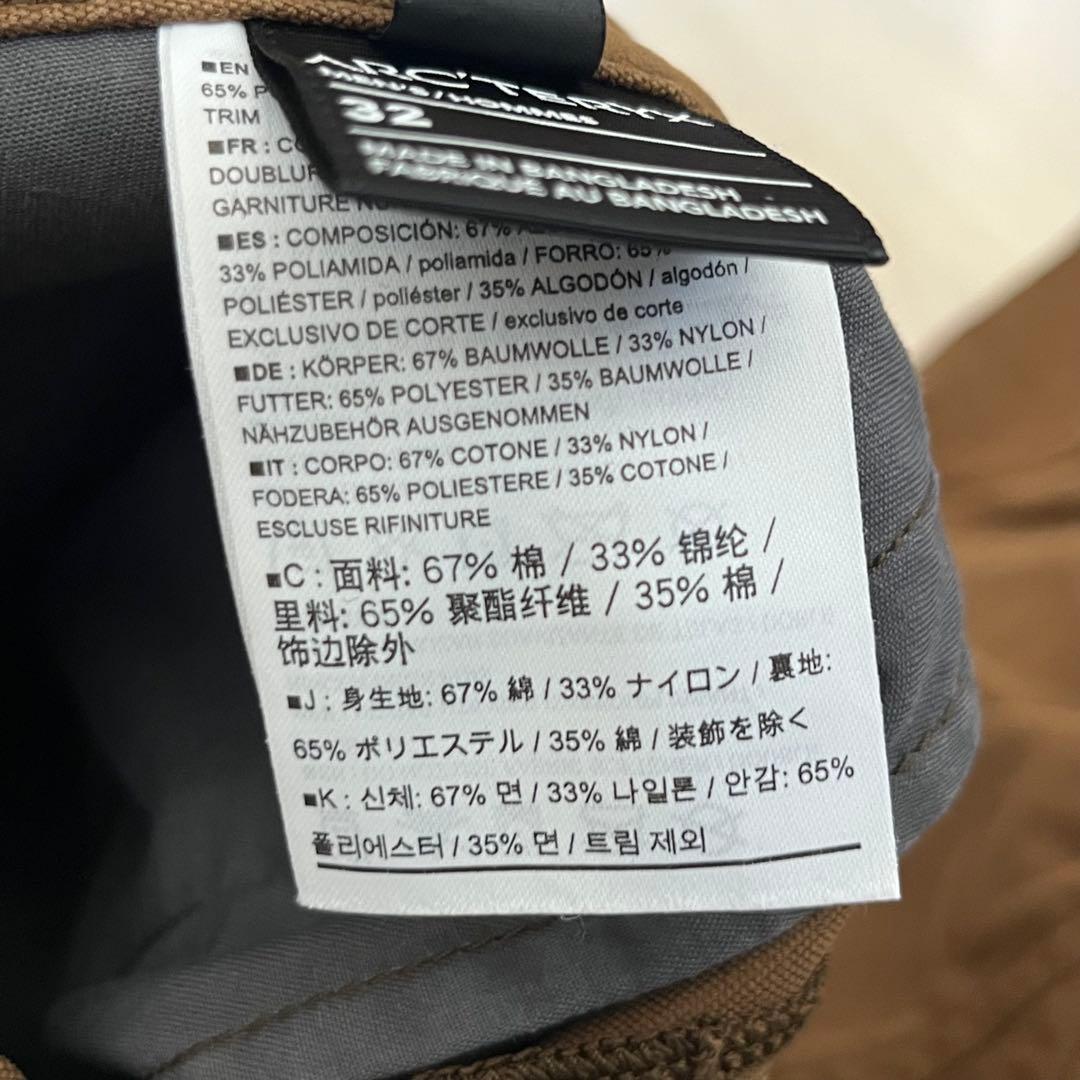 ARC'TERYX
MEN'S / HOMMES
32
MADE IN BANGLADESH
FABRIQUE AU BANGLADESH
■EN
65%
TRIM
■FR :
GARNITURE
■ES : COMPOSICIÓN: 67%
33% POLIAMIDA / poliamida / FORRO: 65%
POLIÉSTER / poliéster / 35% ALGODÓN / algodón /
EXCLUSIVO DE CORTE / exclusivo de corte
■DE : KÖRPER: 67% BAUMWOLLE / 33% NYLON /
FUTTER: 65% POLYESTER / 35% BAUMWOLLE /
NÄHZUBEHÖR AUSGENOMMEN
■IT : CORPO: 67% COTONE / 33% NYLON /
FODERA: 65% POLIESTERE / 35% COTONE /
ESCLUSE RIFINITURE
■C : 面料: 67% 棉 / 33% 锦纶 /
里料: 65% 聚酯纤维 / 35% 棉 /
饰边除外
■J : 身生地: 67% 綿 / 33% ナイロン / 裏地:
65% ポリエステル / 35% 綿 / 装飾を除く
■K : 신체: 67% 면 / 33% 나일론 / 안감: 65%
폴리에스터 / 35% 면 / 트림 제외